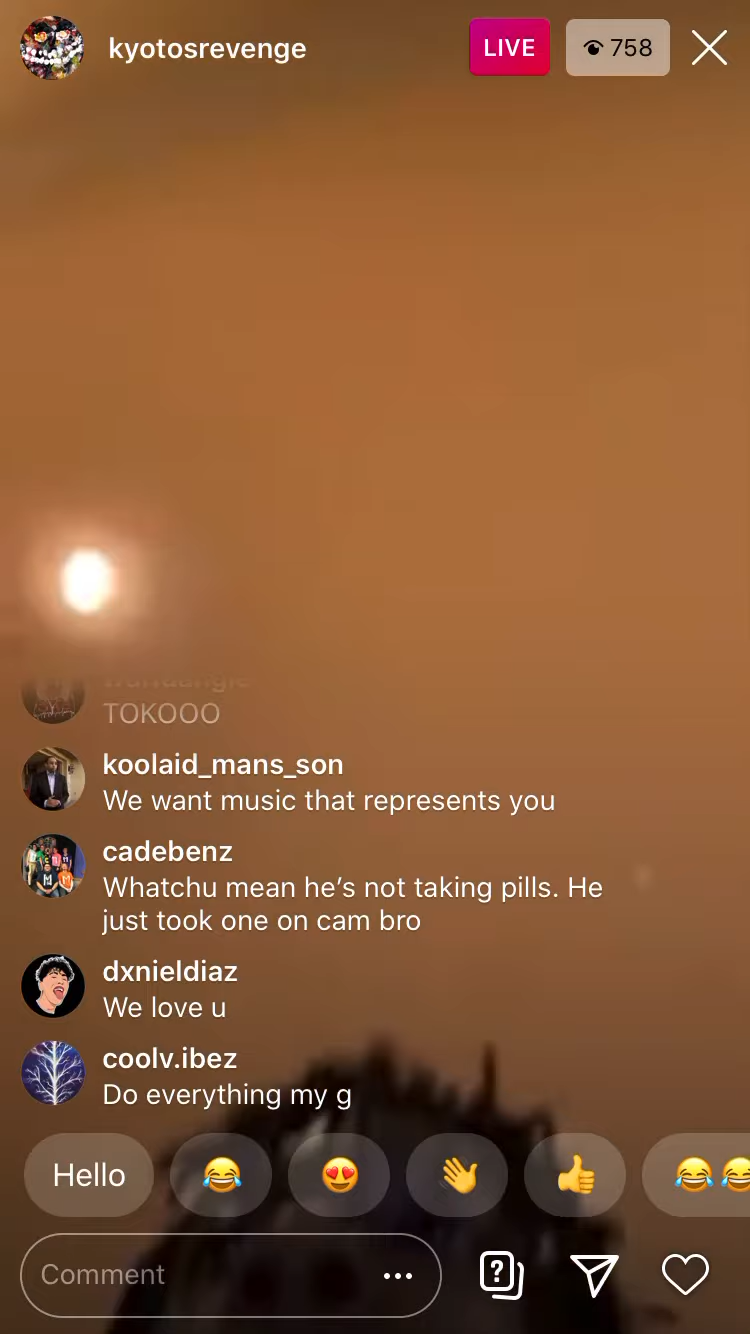 kyotosrevenge
LIVE
758
TOKOOO
koolaid_mans_son
We want music that represents you
cadebenz
Whatchu mean he’s not taking pills. He
just took one on cam bro
dxnieldiaz
We love u
coolv.ibez
Do everything my g
Hello
Comment